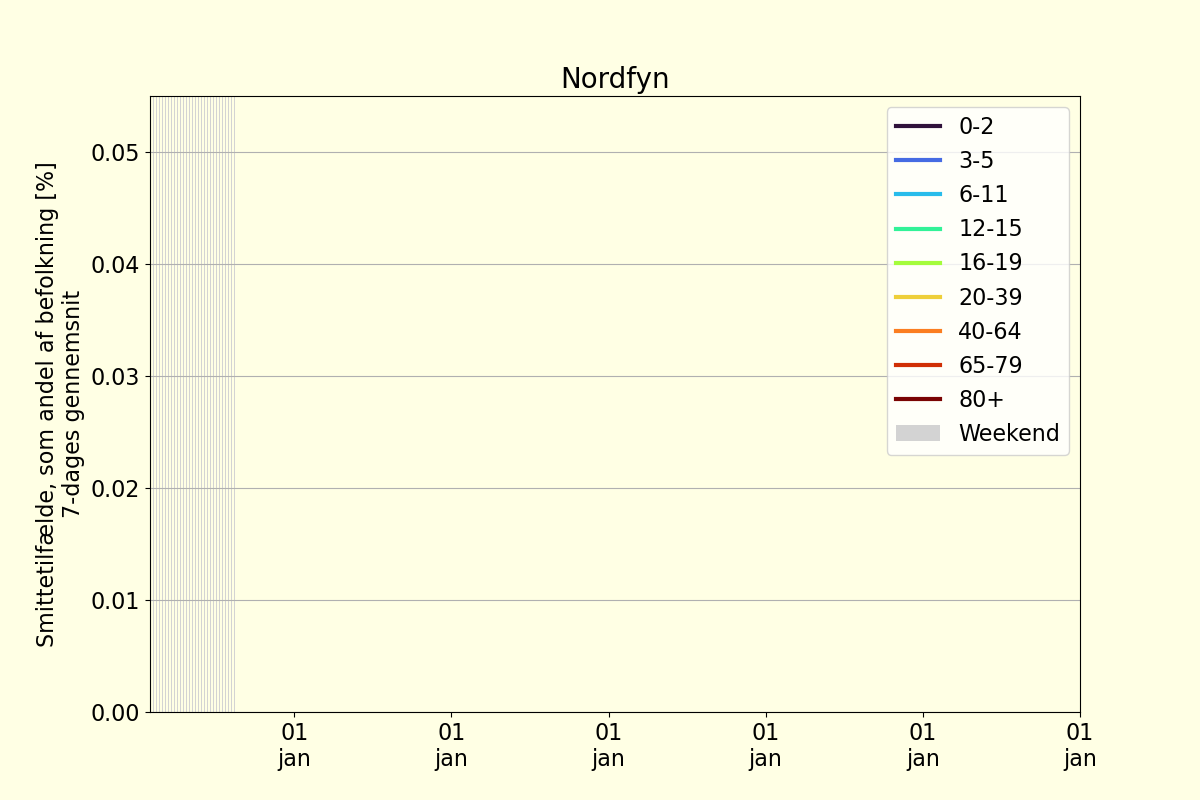 Nordfyn
Smittetilfælde, som andel af befolkning [%]
7-dages gennemsnit
0.05
0.04
0.03
0.02
0.01
0.00
0-2
3-5
6-11
12-15
16-19
20-39
40-64
65-79
80+
Weekend
01 01 01 01 01 01
jan jan jan jan jan jan